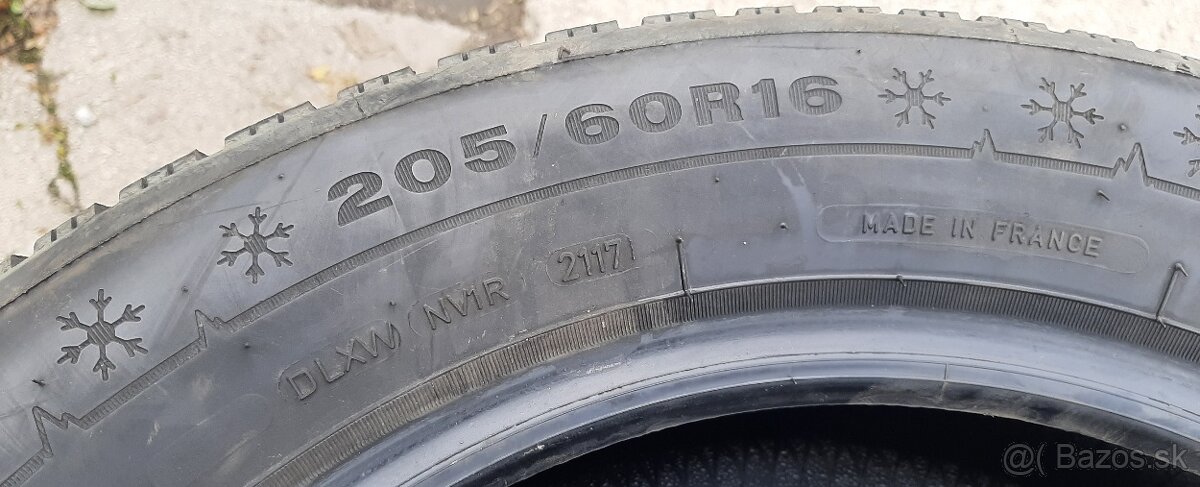 205/60R16
MADE IN FRANCE
DLXW NV1R 2117
@( Bazos.sk